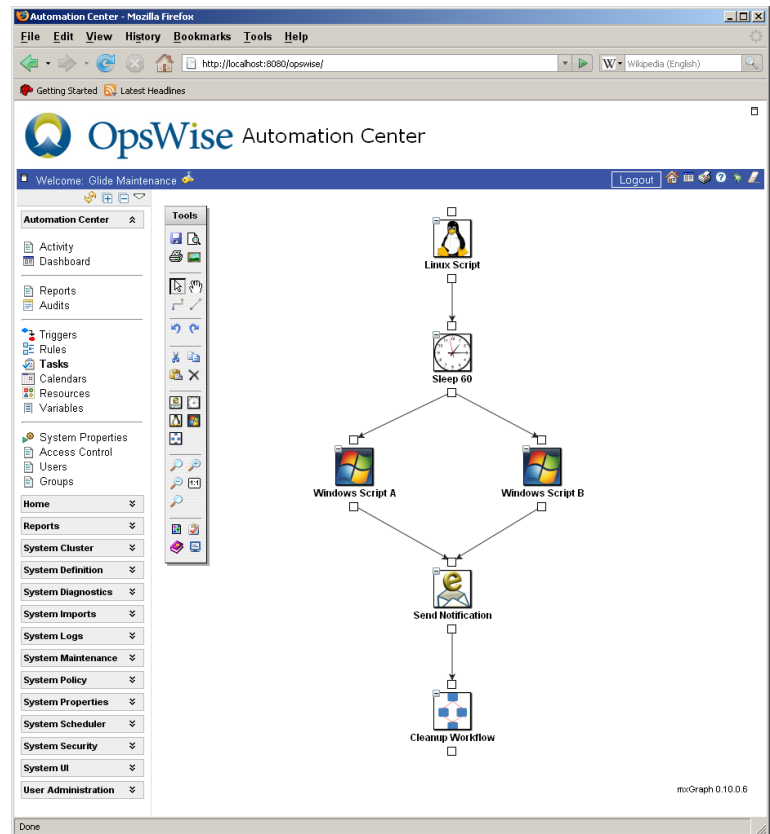 Automation Center - Mozilla Firefox
File Edit View History Bookmarks Tools Help
http://localhost:8080/opswise/
W Wikipedia (English)
Getting Started Latest Headlines
OpsWise Automation Center
Welcome: Glide Maintenance
Logout
Automation Center
Activity
Dashboard
Reports
Audits
Triggers
Rules
Tasks
Calendars
Resources
Variables
System Properties
Access Control
Users
Groups
Home
Reports
System Cluster
System Definition
System Diagnostics
System Imports
System Logs
System Maintenance
System Policy
System Properties
System Scheduler
System Security
System UI
User Administration
Tools
1:1
Linux Script
Sleep 60
Windows Script A
Windows Script B
Send Notification
Cleanup Workflow
mxGraph 0.10.0.6
Done